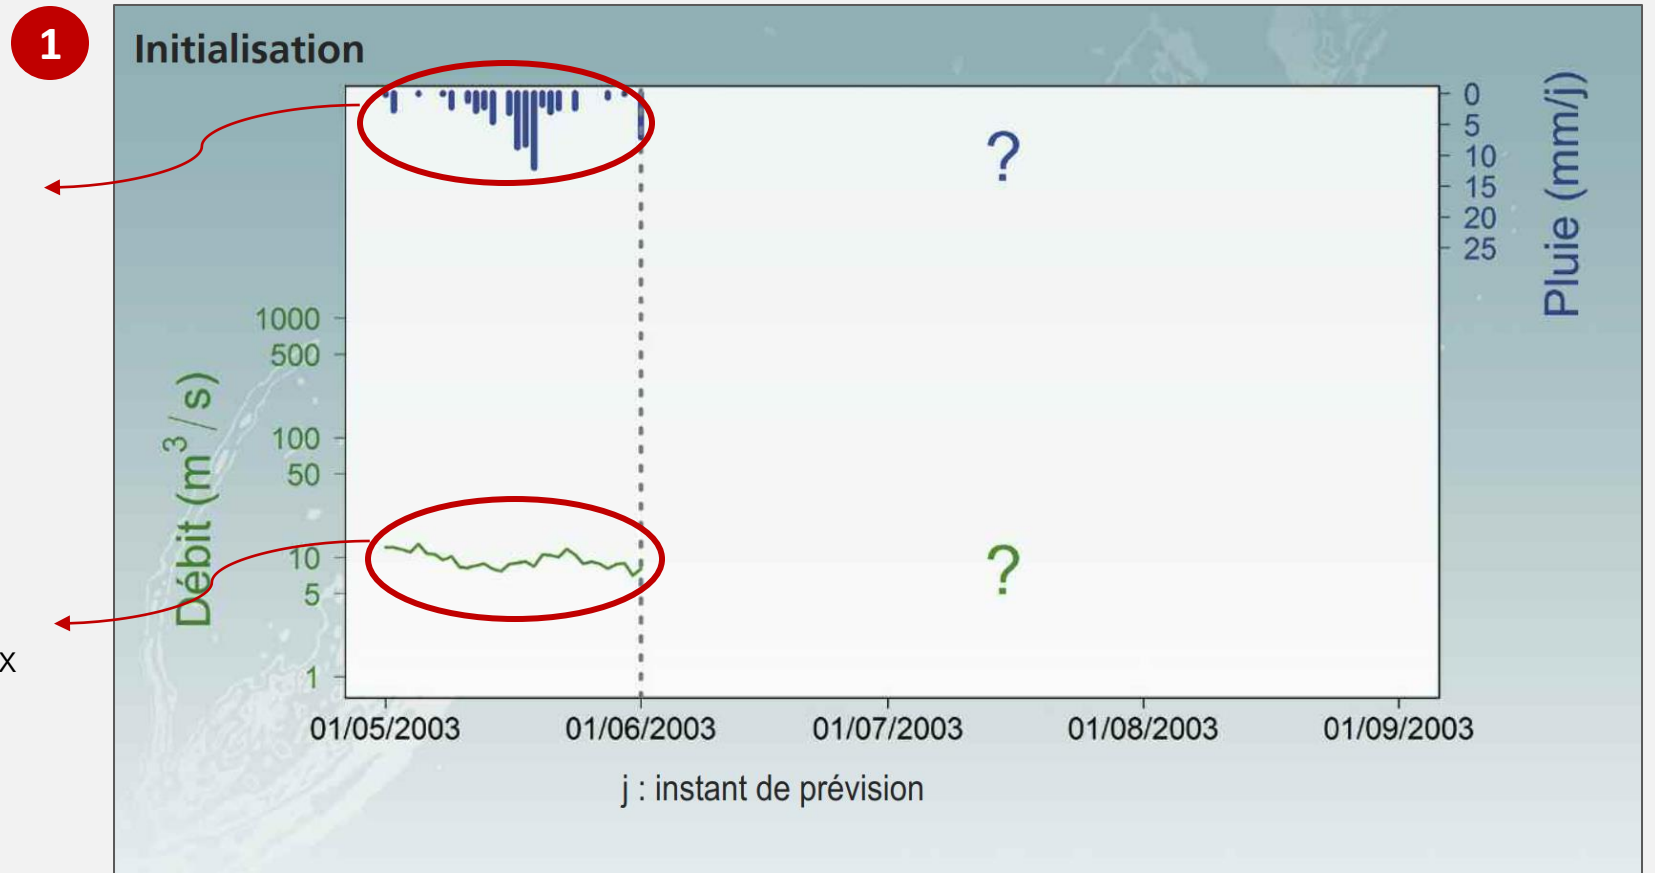 1
Initialisation
?
0
5
10
15
20
25
Pluie (mm/j)
1000
500
100
50
10
5
1
Débit (m³/s)
?
x
01/05/2003 01/06/2003 01/07/2003 01/08/2003 01/09/2003
j : instant de prévision